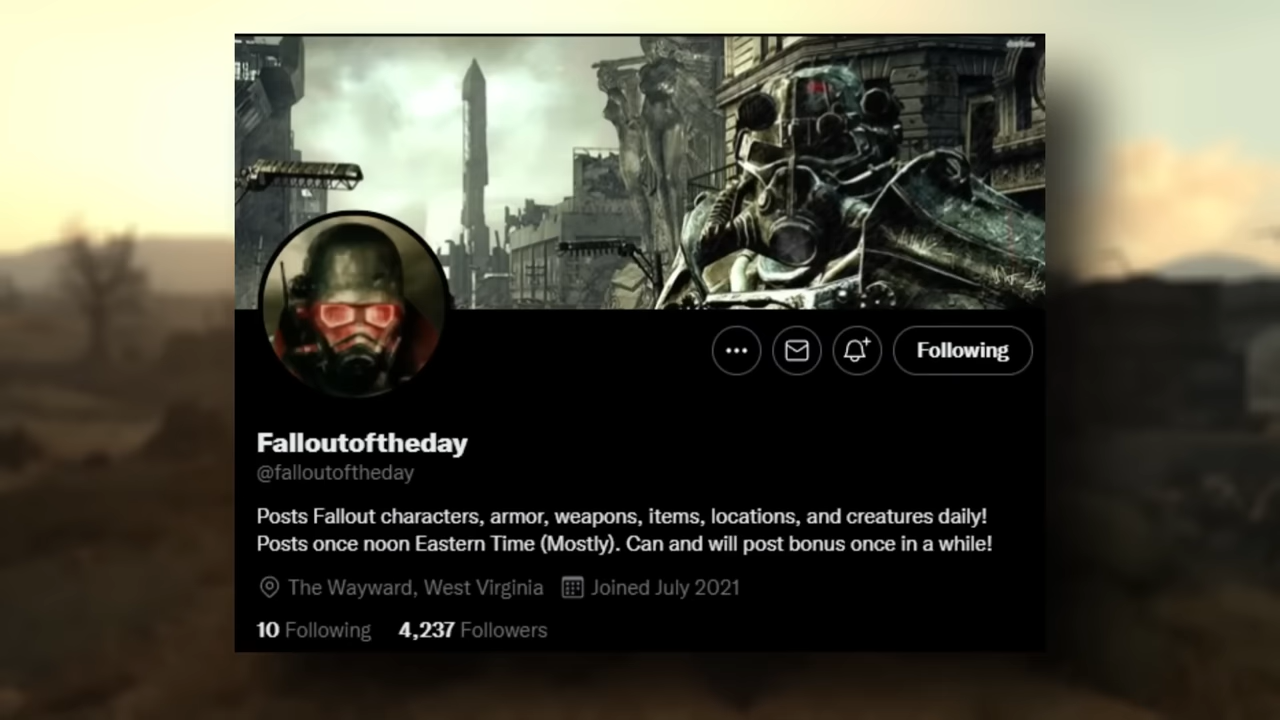 Following
Falloutoftheday
@falloutoftheday
Posts Fallout characters, armor, weapons, items, locations, and creatures daily!
Posts once noon Eastern Time (Mostly). Can and will post bonus once in a while!
The Wayward, West Virginia Joined July 2021
10 Following 4,237 Followers